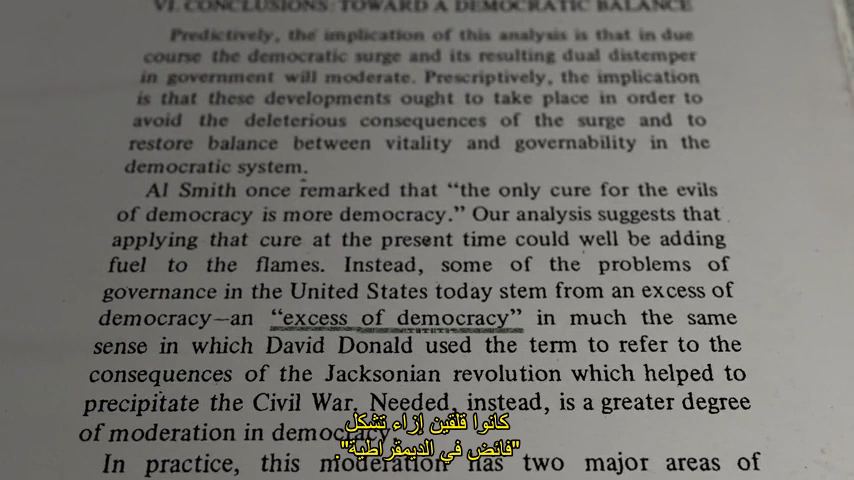 VI. CONCLUSIONS: TOWARD A DEMOCRATIC BALANCE
Predictively, the implication of this analysis is that in due
course the democratic surge and its resulting dual distemper
in government will moderate. Prescriptively, the implication
is that these developments ought to take place in order to
avoid the deleterious consequences of the surge and to
restore balance between vitality and governability in the
democratic system.
Al Smith once remarked that “the only cure for the evils
of democracy is more democracy.” Our analysis suggests that
applying that cure at the present time could well be adding
fuel to the flames. Instead, some of the problems of
governance in the United States today stem from an excess of
democracy—an “excess of democracy” in much the same
sense in which David Donald used the term to refer to the
consequences of the Jacksonian revolution which helped to
precipitate the Civil War. Needed, instead, is a greater degree
of moderation in democracy.
In practice, this moderation has two major areas of
كانوا قلقين إزاء تشكل
"فائض في الديمقراطية".